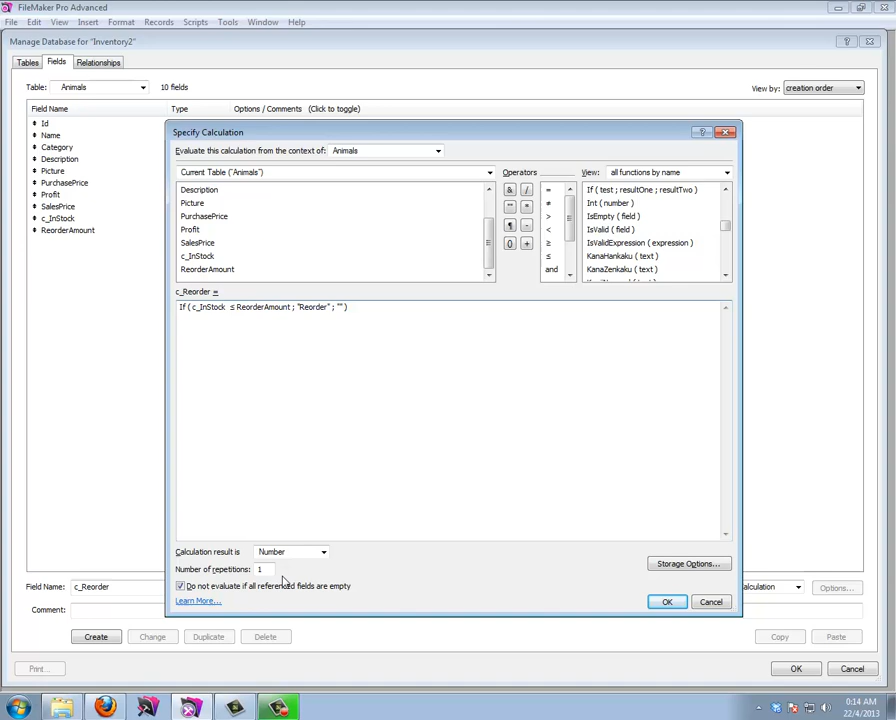 FileMaker Pro Advanced
File Edit View Insert Format Records Scripts Tools Window Help
Manage Database for "Inventory2"
Tables Fields Relationships
Table: Animals 10 fields View by: creation order
Field Name Type Options / Comments (Click to toggle)
Id
Name
Category
Description
Picture
PurchasePrice
Profit
SalesPrice
c_InStock
ReorderAmount
Specify Calculation
Evaluate this calculation from the context of: Animals
Current Table ("Animals") Operators View: all functions by name
Description
Picture
PurchasePrice
Profit
SalesPrice
c_InStock
ReorderAmount
& /
"" *
¶ -
() +
=
≠
>
<
≥
≤
and
If ( test ; resultOne ; resultTwo )
Int ( number )
IsEmpty ( field )
IsValid ( field )
IsValidExpression ( expression )
KanaHankaku ( text )
KanaZenkaku ( text )
c_Reorder =
If ( c_InStock ≤ ReorderAmount ; "Reorder" ; "" )
Calculation result is Number
Number of repetitions: 1
Storage Options...
Do not evaluate if all referenced fields are empty
Learn More...
OK Cancel
Field Name: c_Reorder alculation Options...
Comment:
Create Change Duplicate Delete Copy Paste
Print... OK Cancel
0:14 AM
22/4/2013